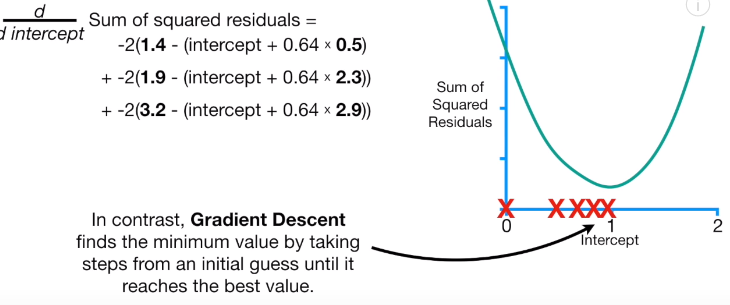 d
d intercept
Sum of squared residuals =
-2(1.4 - (intercept + 0.64 × 0.5)
+ -2(1.9 - (intercept + 0.64 × 2.3))
+ -2(3.2 - (intercept + 0.64 × 2.9))
In contrast, Gradient Descent
finds the minimum value by taking
steps from an initial guess until it
reaches the best value.
Sum of
Squared
Residuals
X X X X X
0 1 2
Intercept